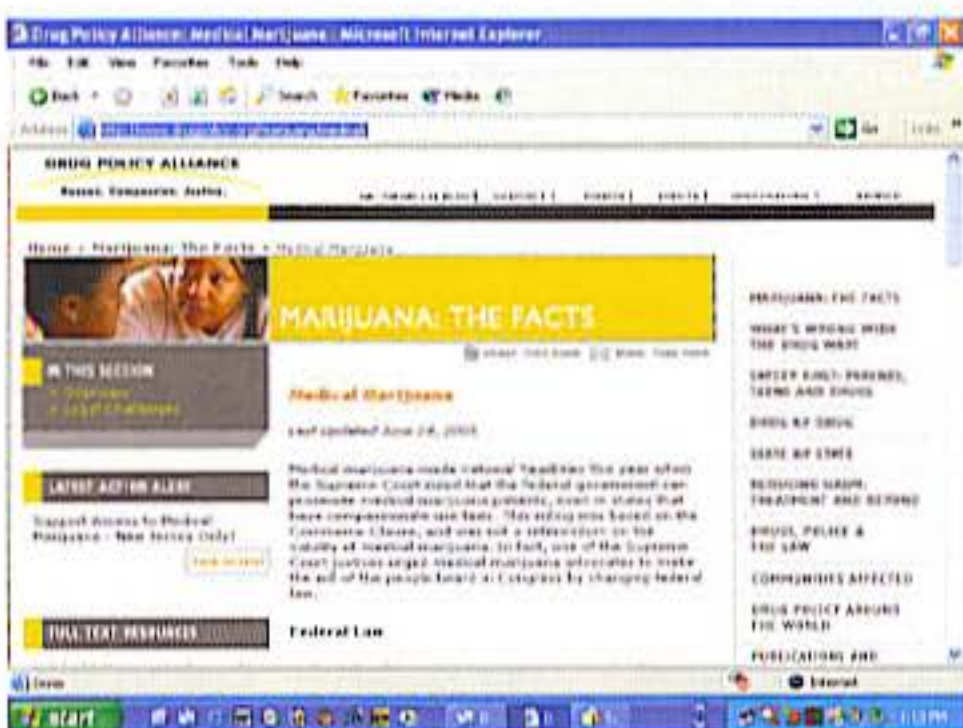 Drug Policy Alliance: Medical Marijuana - Microsoft Internet Explorer
File Edit View Favorites Tools Help
Back Search Favorites Media
Address Go Links
DRUG POLICY ALLIANCE
Reason. Compassion. Justice.
Home > Marijuana: The Facts > Medical Marijuana
MARIJUANA: THE FACTS
IN THIS SECTION
> Overview
> Legal Challenges
Medical Marijuana
Last updated June 2005
LATEST ACTION ALERT
Support Access to Medical
Marijuana - New Jersey Only!
FULL TEXT RESOURCES
Medical marijuana made national headlines this year when
the Supreme Court ruled that the federal government can
prosecute medical marijuana patients, even in states that
have compassionate use laws. This ruling was based on the
Commerce Clause, and was not a referendum on the
validity of medical marijuana. In fact, one of the Supreme
Court justices urged medical marijuana advocates to make
the will of the people heard in Congress by changing federal
law.
Federal Law
MARIJUANA: THE FACTS
WHAT'S WRONG WITH
THE DRUG WAR?
SAFETY FIRST: PARENTS,
TEENS AND DRUGS
DRUG BY DRUG
STATE BY STATE
REDUCING HARM:
TREATMENT AND BEYOND
DRUGS, POLICE &
THE LAW
COMMUNITIES AFFECTED
DRUG POLICY AROUND
THE WORLD
PUBLICATIONS AND
Done
Internet
start